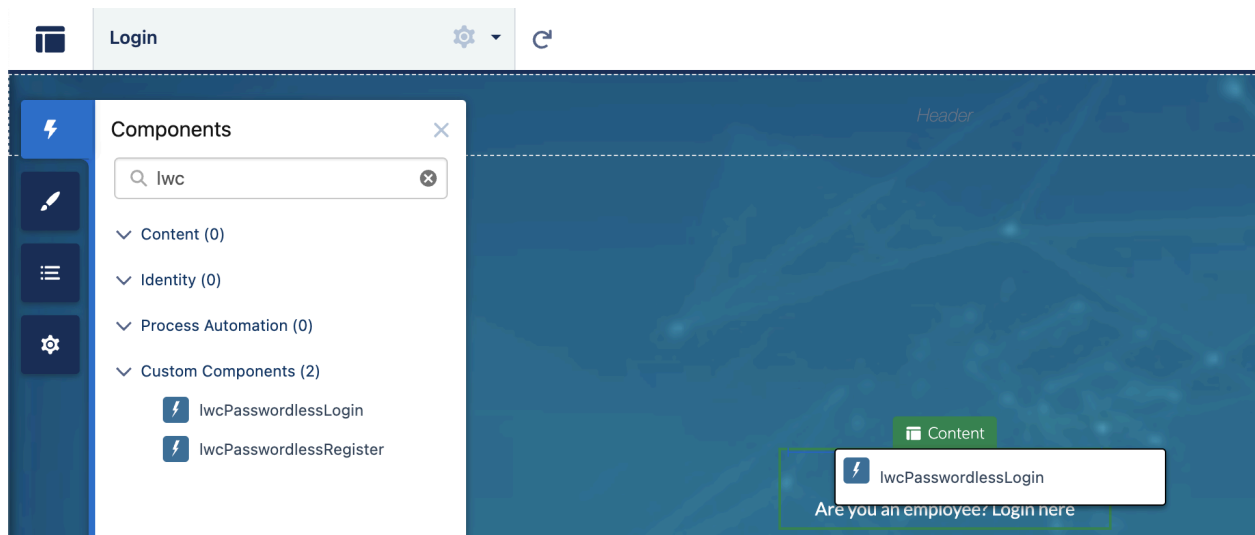 Login
Header
Components
lwc
Content (0)
Identity (0)
Process Automation (0)
Custom Components (2)
lwcPasswordlessLogin
lwcPasswordlessRegister
Content
lwcPasswordlessLogin
Are you an employee? Login here